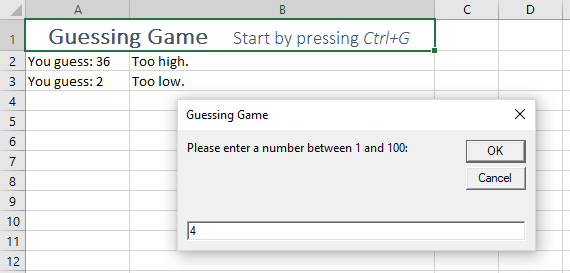 A B C D
1 Guessing Game Start by pressing Ctrl+G
2 You guess: 36 Too high.
3 You guess: 2 Too low.
4
5
6
7
8
9
10
11
12
Guessing Game
Please enter a number between 1 and 100:
OK
Cancel
4